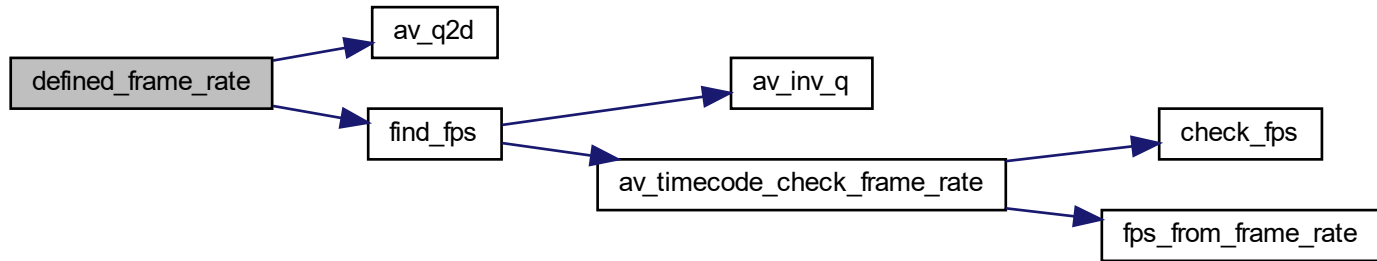 defined_frame_rate
av_q2d
find_fps
av_inv_q
av_timecode_check_frame_rate
check_fps
fps_from_frame_rate